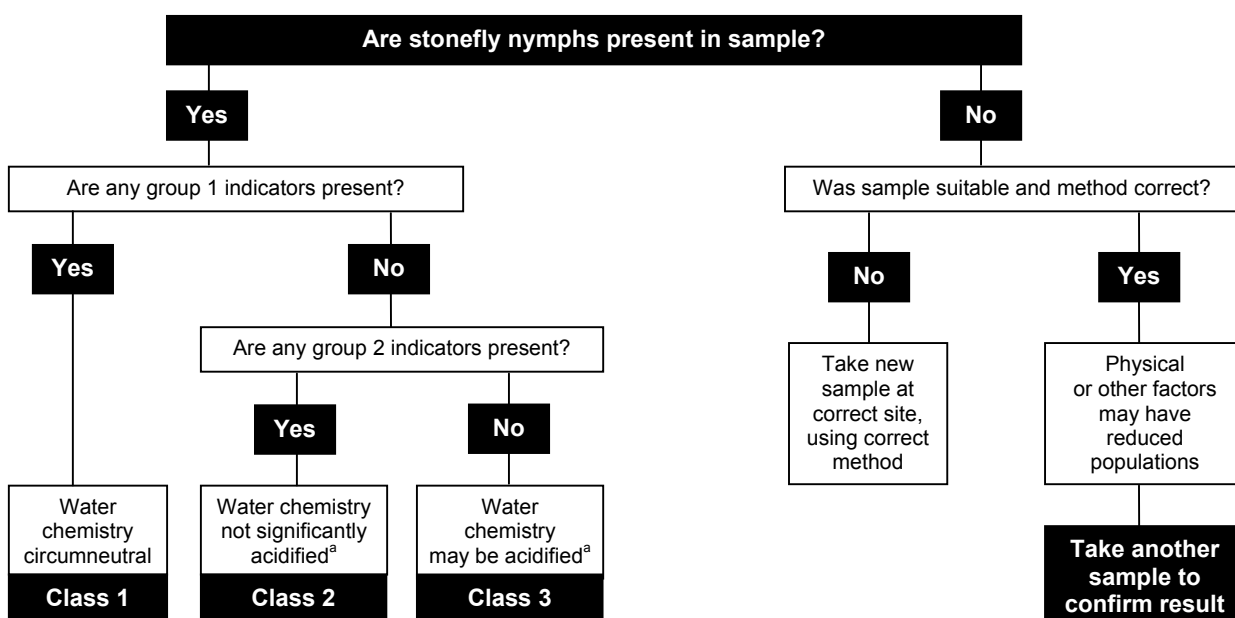 Are stonefly nymphs present in sample?
Yes
No
Are any group 1 indicators present?
Was sample suitable and method correct?
Yes
No
No
Yes
Are any group 2 indicators present?
Take new
sample at
correct site,
using correct
method
Physical
or other factors
may have
reduced
populations
Yes
No
Water
chemistry
circumneutral
Class 1
Water chemistry
not significantly
acidifiedᵃ
Class 2
Water
chemistry
may be acidifiedᵃ
Class 3
Take another
sample to
confirm result